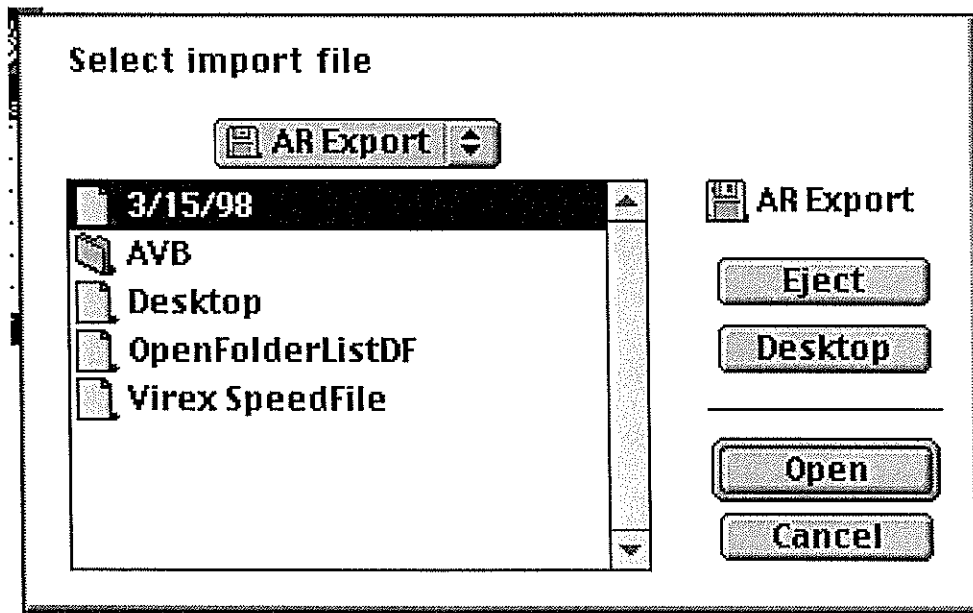 Select import file
AR Export
3/15/98
AVB
Desktop
OpenFolderListDF
Virex SpeedFile
AR Export
Eject
Desktop
Open
Cancel